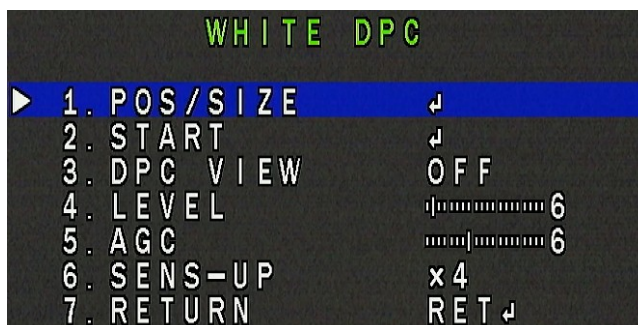 WHITE DPC
1. POS/SIZE ↲
2. START ↲
3. DPC VIEW OFF
4. LEVEL 6
5. AGC 6
6. SENS-UP ×4
7. RETURN RET↲